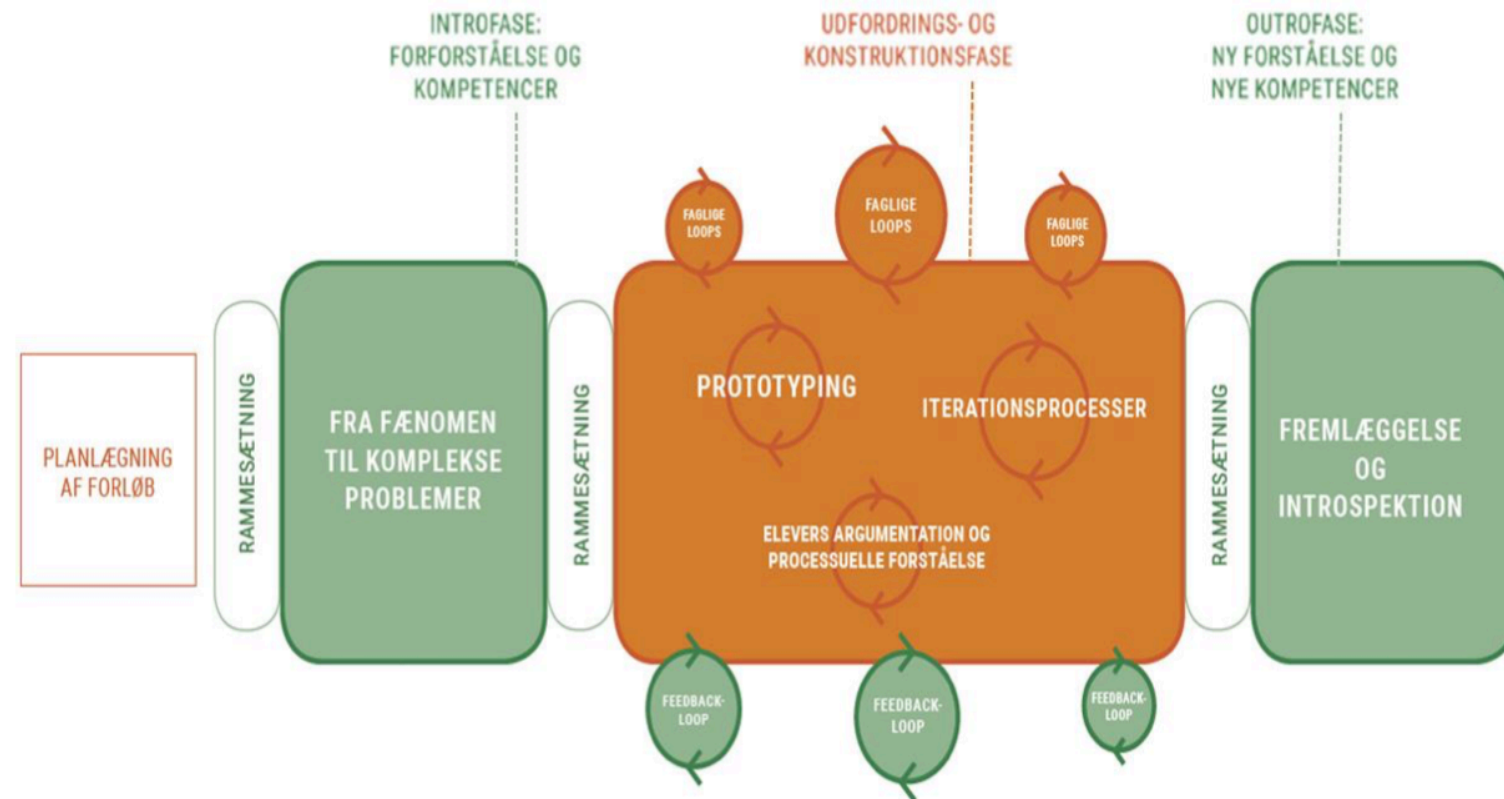 INTROFASE:
FORFORSTÅELSE OG
KOMPETENCER
UDFORDRINGS- OG
KONSTRUKTIONSFASE
OUTROFASE:
NY FORSTÅELSE OG
NYE KOMPETENCER
FAGLIGE
LOOPS
FAGLIGE
LOOPS
FAGLIGE
LOOPS
PLANLÆGNING
AF FORLØB
RAMMESÆTNING
FRA FÆNOMEN
TIL KOMPLEKSE
PROBLEMER
RAMMESÆTNING
PROTOTYPING
ITERATIONSPROCESSER
ELEVERS ARGUMENTATION OG
PROCESSUELLE FORSTÅELSE
RAMMESÆTNING
FREMLÆGGELSE
OG
INTROSPEKTION
FEEDBACK-
LOOP
FEEDBACK-
LOOP
FEEDBACK-
LOOP